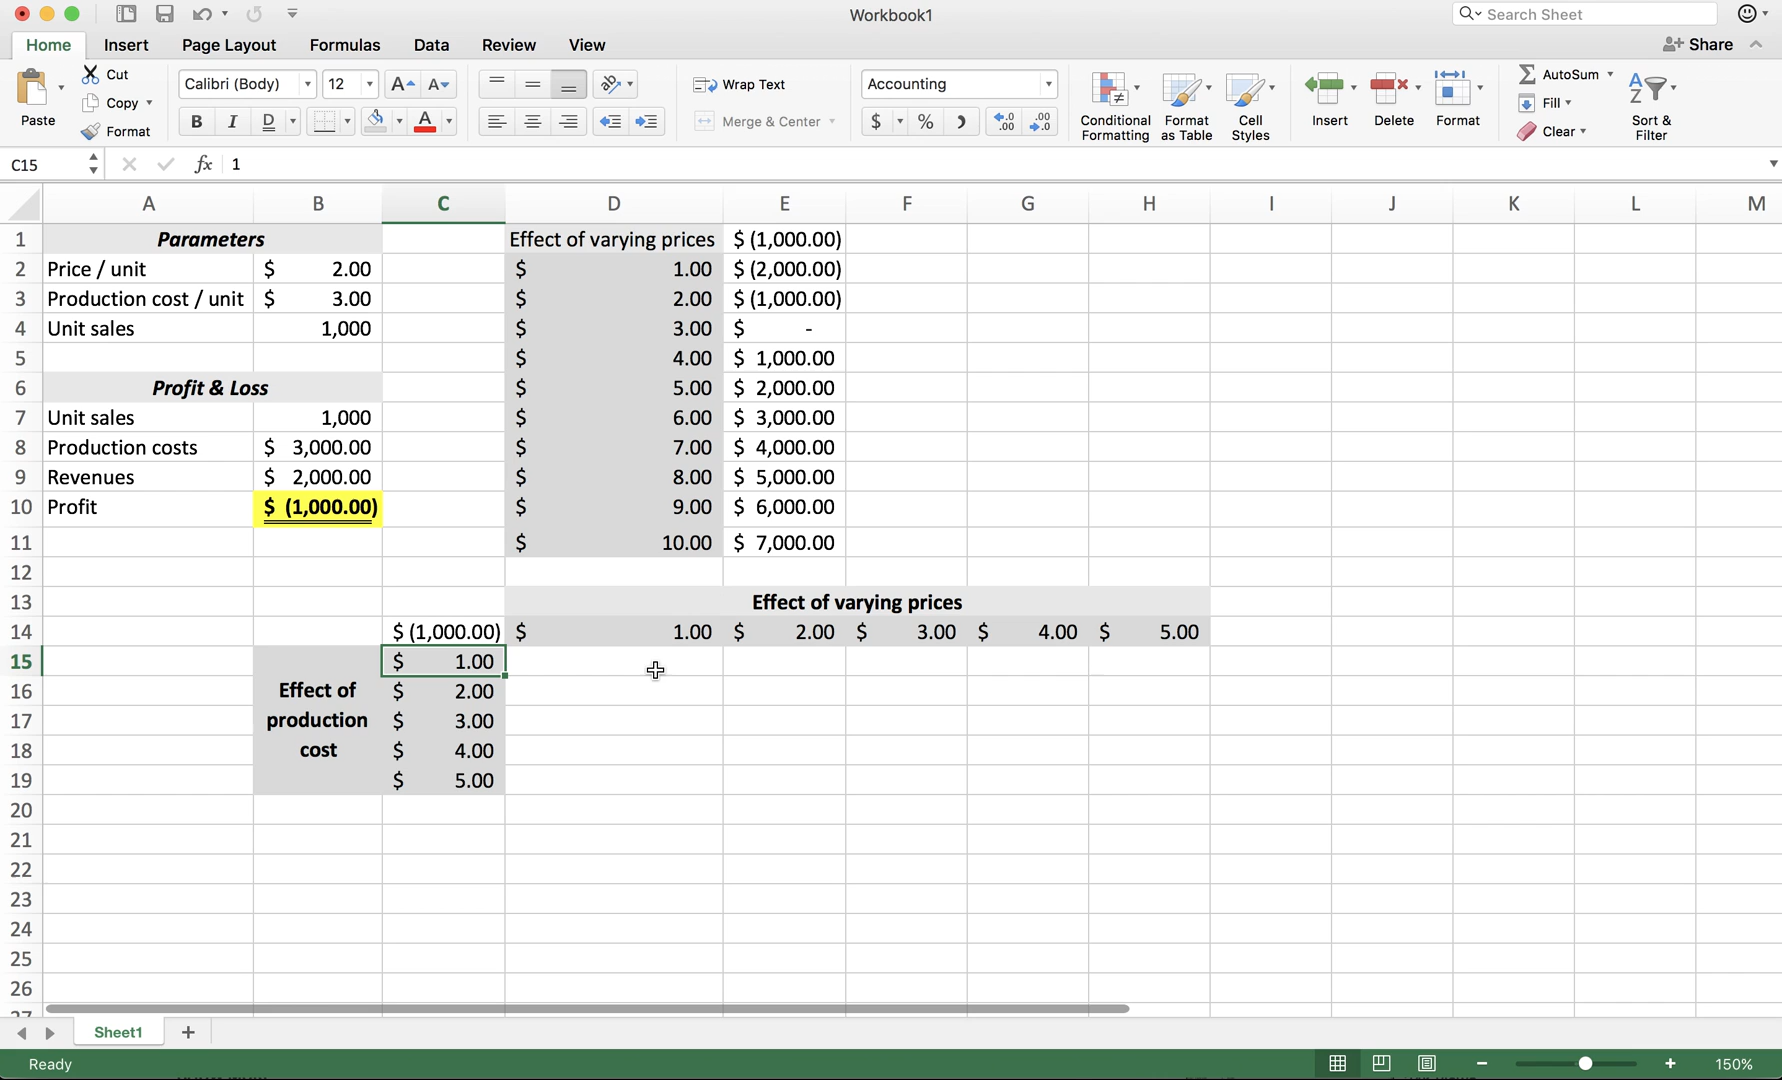 Workbook1
Search Sheet
Home Insert Page Layout Formulas Data Review View
Share
Paste
Cut
Copy
Format
Calibri (Body) 12
Wrap Text
Merge & Center
Accounting
Conditional Formatting
Format as Table
Cell Styles
Insert
Delete
Format
AutoSum
Fill
Clear
Sort & Filter
C15 fx 1
A B C D E F G H I J K L M
1 Parameters Effect of varying prices $ (1,000.00)
2 Price / unit $ 2.00 $ 1.00 $ (2,000.00)
3 Production cost / unit $ 3.00 $ 2.00 $ (1,000.00)
4 Unit sales 1,000 $ 3.00 $ -
5 $ 4.00 $ 1,000.00
6 Profit & Loss $ 5.00 $ 2,000.00
7 Unit sales 1,000 $ 6.00 $ 3,000.00
8 Production costs $ 3,000.00 $ 7.00 $ 4,000.00
9 Revenues $ 2,000.00 $ 8.00 $ 5,000.00
10 Profit $ (1,000.00) $ 9.00 $ 6,000.00
11 $ 10.00 $ 7,000.00
12
13 Effect of varying prices
14 $ (1,000.00) $ 1.00 $ 2.00 $ 3.00 $ 4.00 $ 5.00
15 $ 1.00
16 Effect of $ 2.00
17 production $ 3.00
18 cost $ 4.00
19 $ 5.00
20
21
22
23
24
25
26
Sheet1
Ready 150%